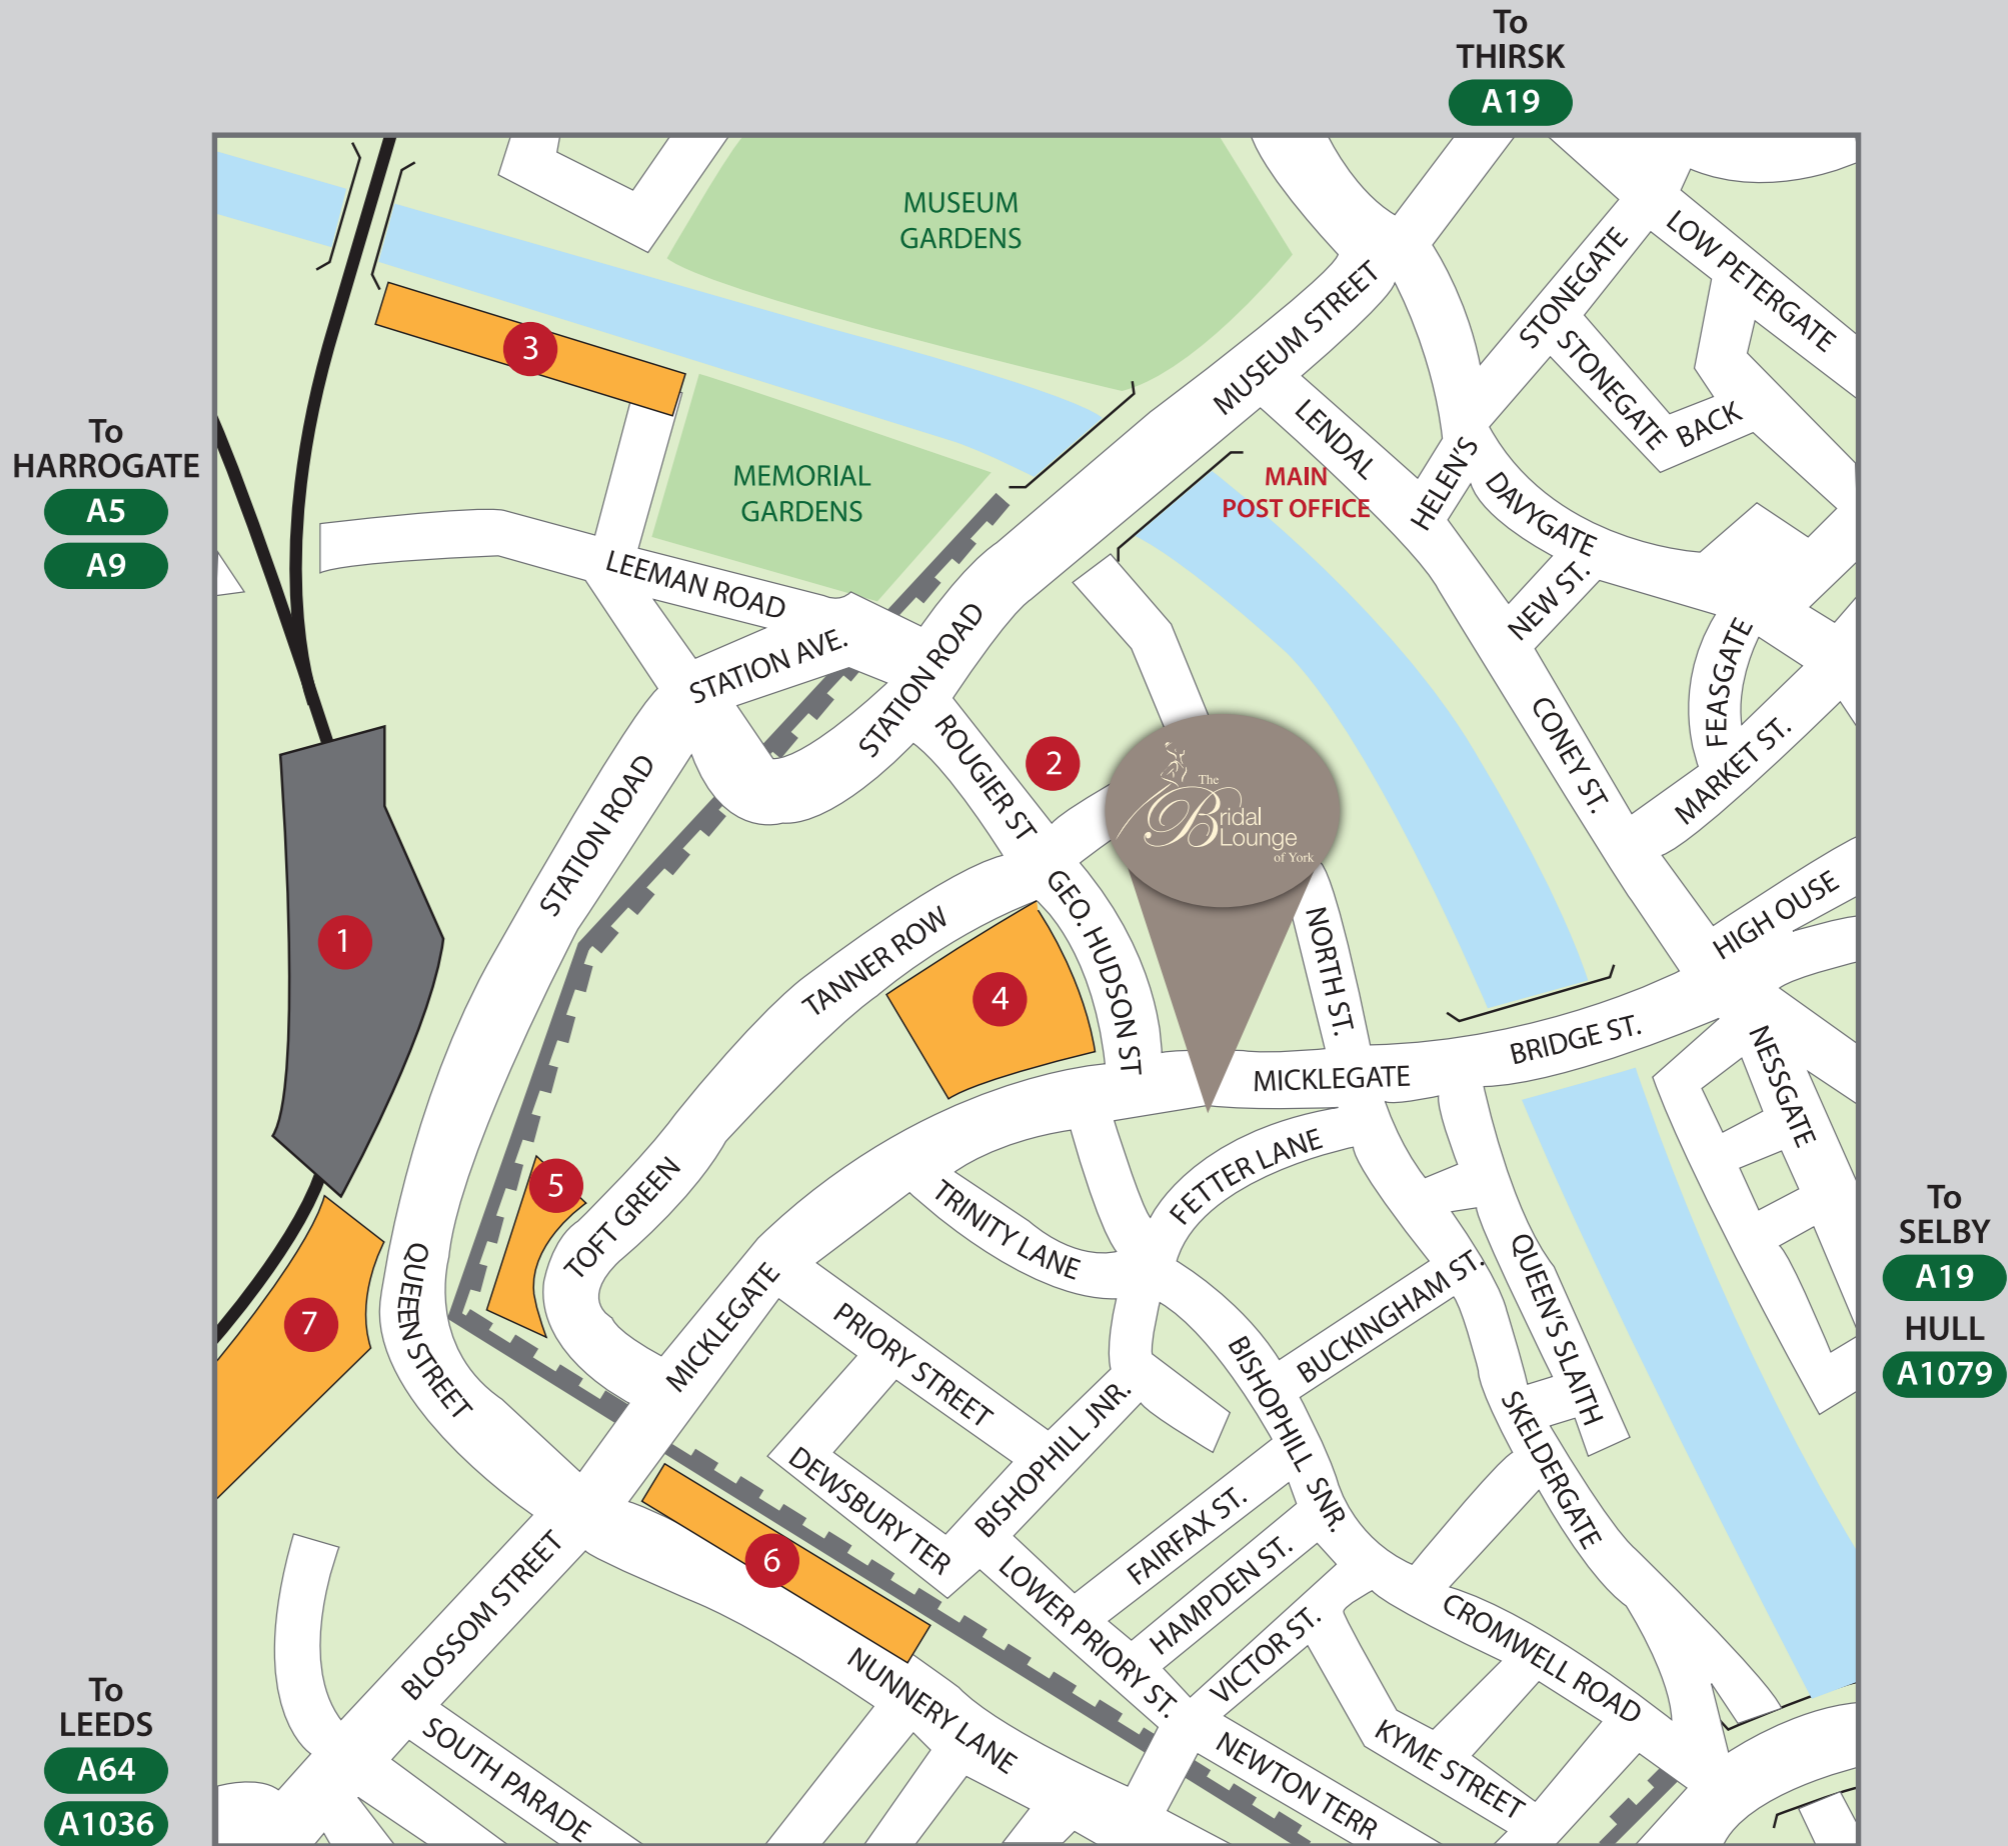 To
THIRSK
A19
MUSEUM
GARDENS
LOW PETERGATE
STONEGATE
MUSEUM STREET
3
STONEGATE
BACK
LENDAL
To
HARROGATE
A5
A9
MEMORIAL
GARDENS
MAIN
POST OFFICE
HELEN'S
DAVYGATE
LEEMAN ROAD
NEW ST.
STATION AVE.
STATION ROAD
FEASGATE
CONEY ST.
MARKET ST.
ROUGIER ST
2
The
Bridal
Lounge
of York
STATION ROAD
1
TANNER ROW
GEO. HUDSON ST
NORTH ST.
HIGH OUSE
4
BRIDGE ST.
MICKLEGATE
NESSGATE
5
TOFT GREEN
FETTER LANE
TRINITY LANE
To
SELBY
A19
HULL
A1079
QUEEN'S SLAITH
BUCKINGHAM ST.
QUEEEN STREET
7
MICKLEGATE
PRIORY STREET
BISHOPHILL SNR.
BISHOPHILL JNR.
SKELDERGATE
DEWSBURY TER
FAIRFAX ST.
6
HAMPDEN ST.
LOWER PRIORY ST.
BLOSSOM STREET
VICTOR ST.
CROMWELL ROAD
NUNNERY LANE
KYME STREET
NEWTON TERR
SOUTH PARADE
To
LEEDS
A64
A1036